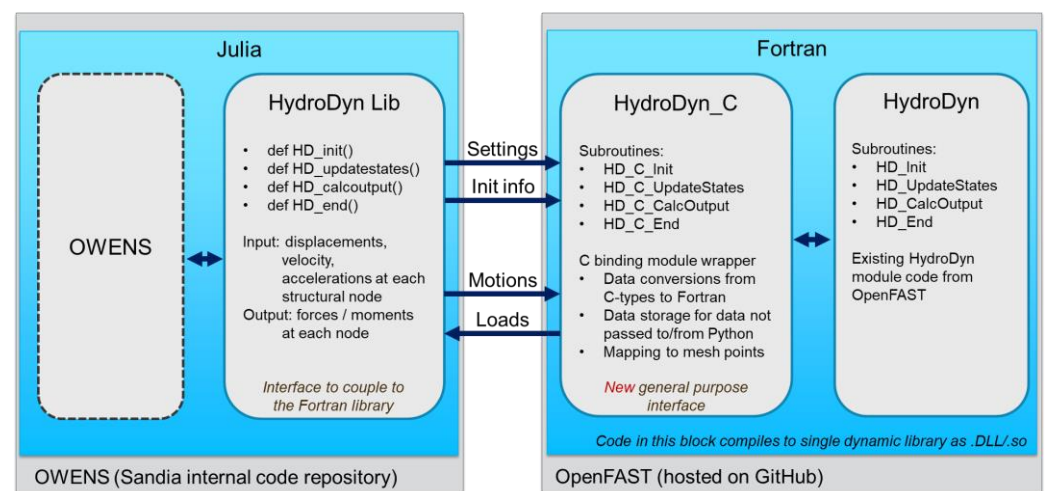 Julia
OWENS
HydroDyn Lib
• def HD_init()
• def HD_updatestates()
• def HD_calcoutput()
• def HD_end()
Input: displacements,
velocity,
accelerations at each
structural node
Output: forces / moments
at each node
Interface to couple to
the Fortran library
OWENS (Sandia internal code repository)
Settings
Init info
Motions
Loads
Fortran
HydroDyn_C
Subroutines:
• HD_C_Init
• HD_C_UpdateStates
• HD_C_CalcOutput
• HD_C_End
C binding module wrapper
• Data conversions from
C-types to Fortran
• Data storage for data not
passed to/from Python
• Mapping to mesh points
New general purpose
interface
HydroDyn
Subroutines:
• HD_Init
• HD_UpdateStates
• HD_CalcOutput
• HD_End
Existing HydroDyn
module code from
OpenFAST
Code in this block compiles to single dynamic library as .DLL/.so
OpenFAST (hosted on GitHub)